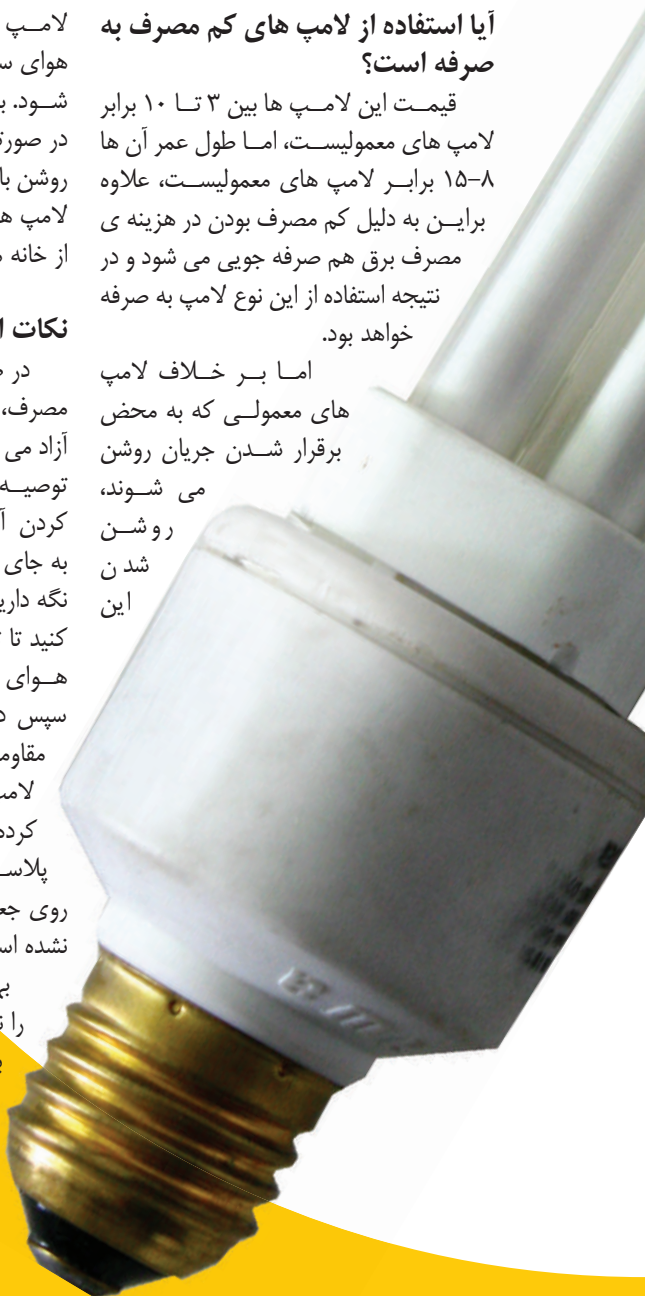 آیا استفاده از لامپ های کم مصرف به
صرفه است؟
قیمت این لامپ ها بین ۳ تا ۱۰ برابر
لامپ های معمولیست، اما طول عمر آن ها
۸-۱۵ برابر لامپ های معمولیست، علاوه
براین به دلیل کم مصرف بودن در هزینه ی
مصرف برق هم صرفه جویی می شود و در
نتیجه استفاده از این نوع لامپ به صرفه
خواهد بود.
اما بر خلاف لامپ
های معمولی که به محض
برقرار شدن جریان روشن
می شوند،
روشن
شدن
این
لامپ
هوای
شود.
در
روشن
لامپ
از خانه
نکات
در
مصرف،
آزاد می
توصیه
کردن
به جای
نگه
کنید تا
هوای
سپس
کرده
روی
نشده
را